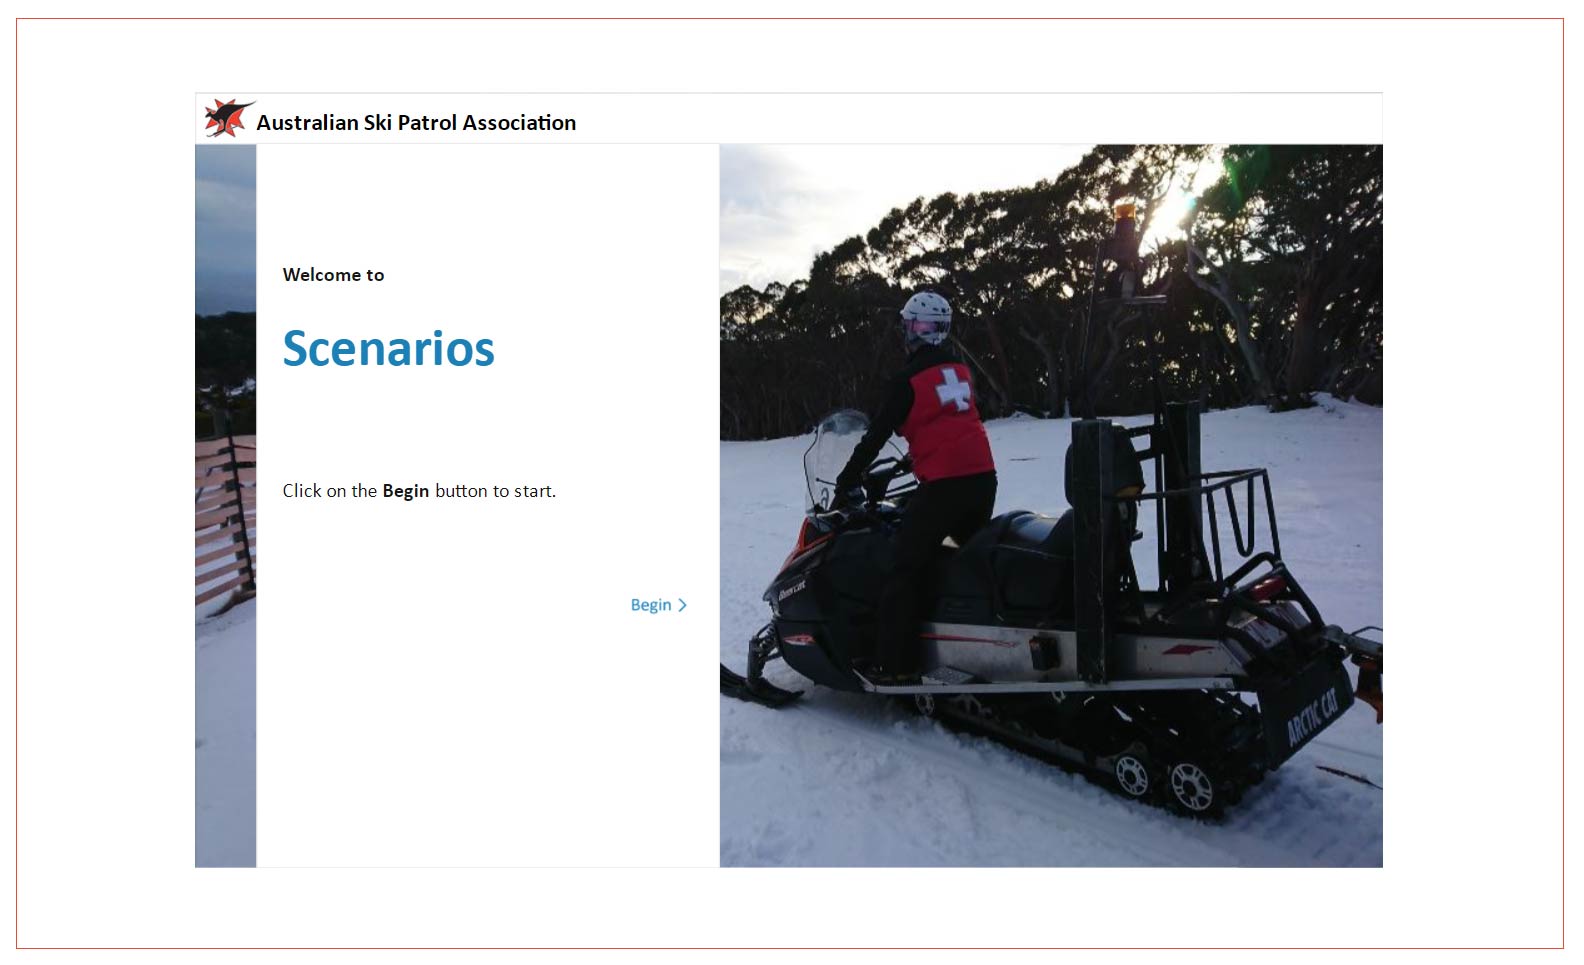 Australian Ski Patrol Association
Welcome to
Scenarios
Click on the Begin button to start.
Begin
ARCTIC CAT